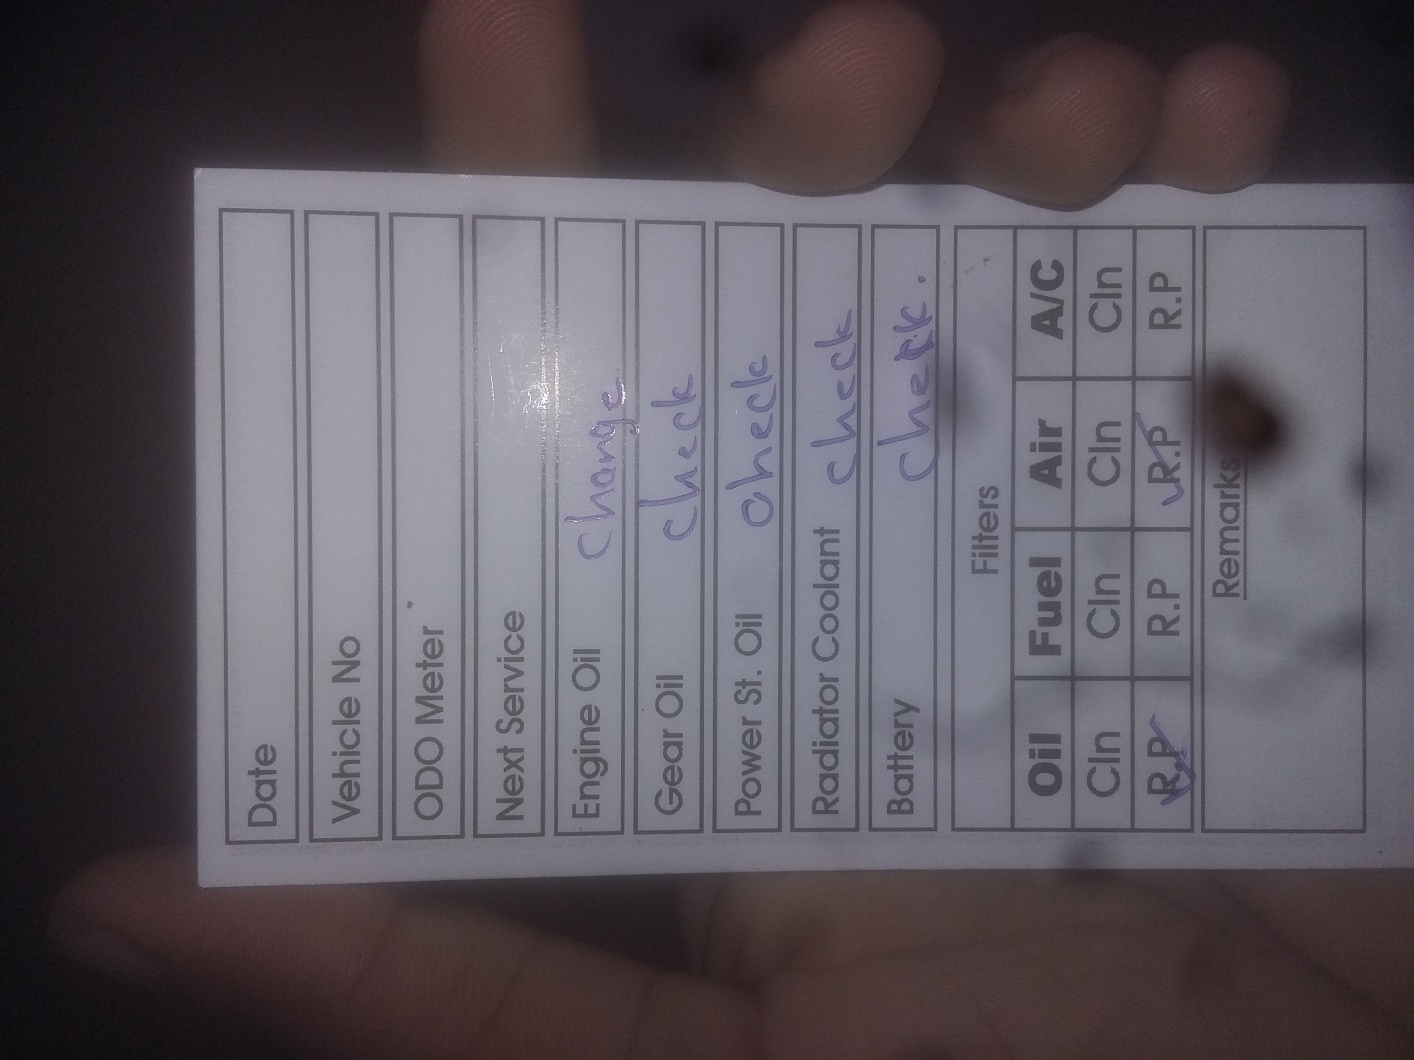 Date
Vehicle No
ODO Meter
Next Service
Engine Oil change
Gear Oil check
Power St. Oil check
Radiator Coolant check
Battery check.
Filters
Oil Fuel Air A/C
Cln Cln Cln Cln
R.P R.P R.P R.P
Remarks